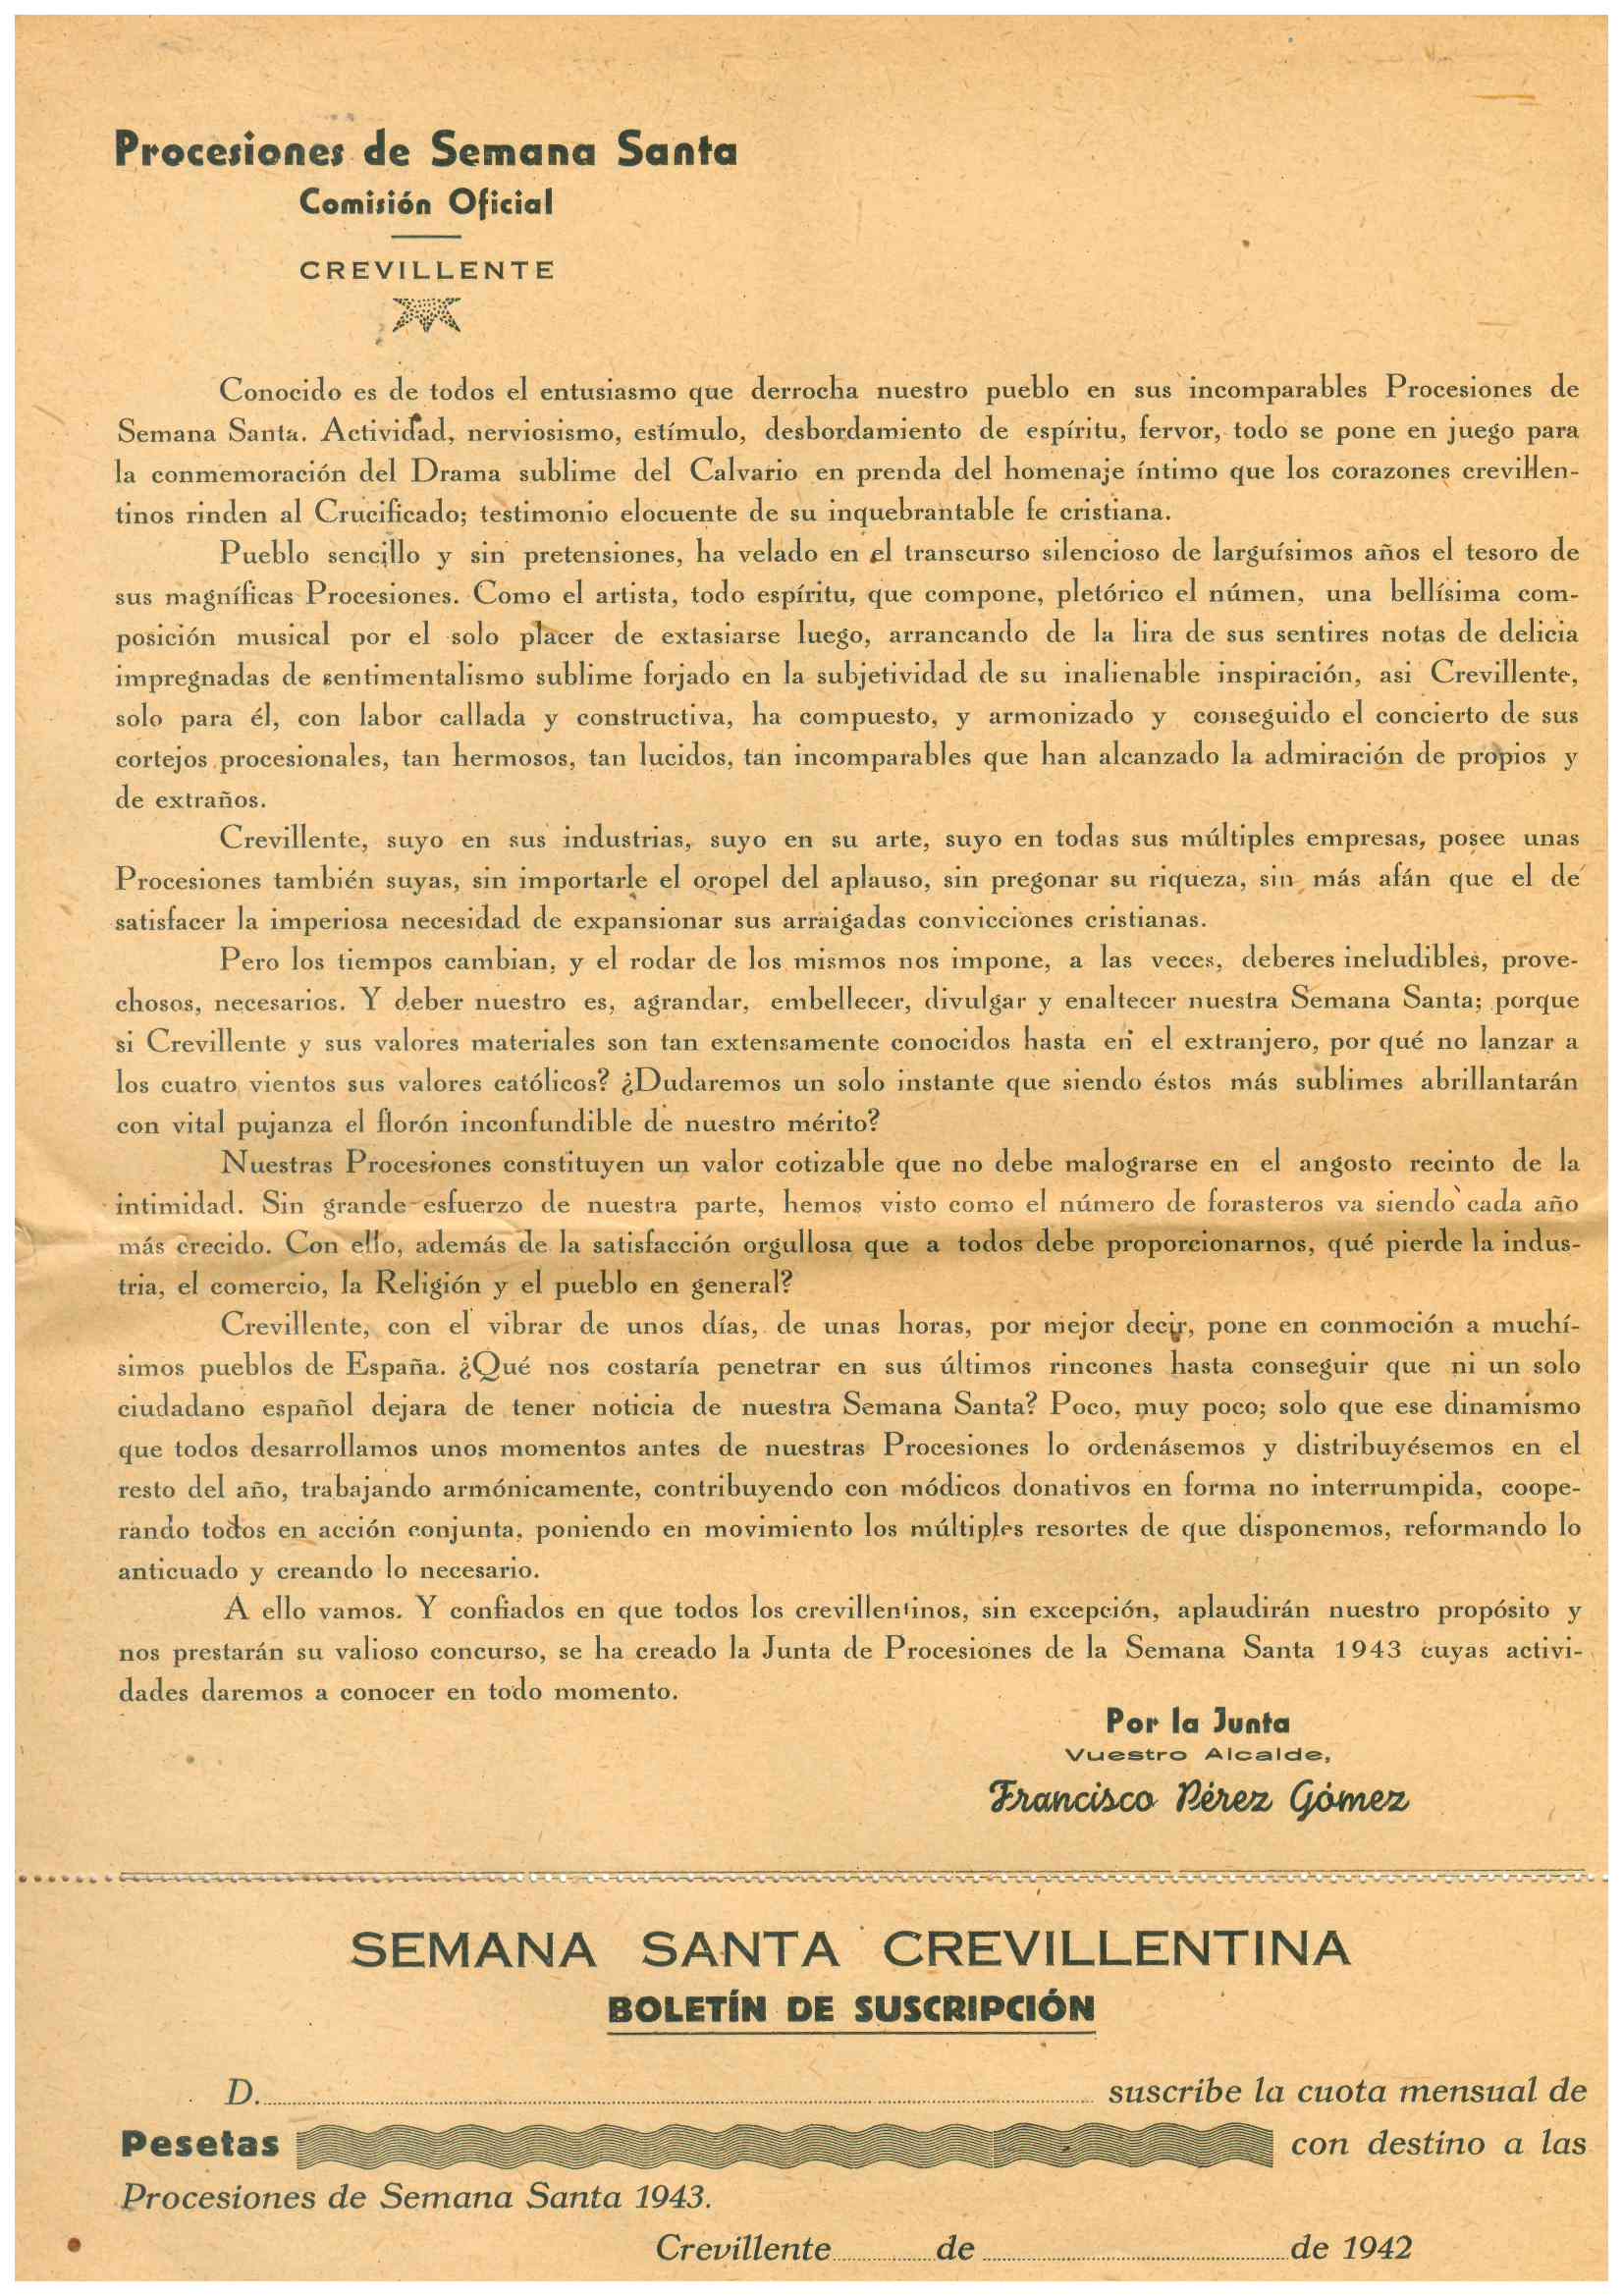 Procesiones de Semana Santa
Comisión Oficial
CREVILLENTE
Conocido es de todos el entusiasmo que derrocha nuestro pueblo en sus incomparables Procesiones de
Semana Santa. Actividad, nerviosismo, estímulo, desbordamiento de espíritu, fervor, todo se pone en juego para
la conmemoración del Drama sublime del Calvario en prenda del homenaje íntimo que los corazones crevillen-
tinos rinden al Crucificado; testimonio elocuente de su inquebrantable fe cristiana.
Pueblo sencillo y sin pretensiones, ha velado en el transcurso silencioso de larguísimos años el tesoro de
sus magníficas Procesiones. Como el artista, todo espíritu, que compone, pletórico el númen, una bellísima com-
posición musical por el solo placer de extasiarse luego, arrancando de la lira de sus sentires notas de delicia
impregnadas de sentimentalismo sublime forjado en la subjetividad de su inalienable inspiración, asi Crevillente,
solo para él, con labor callada y constructiva, ha compuesto, y armonizado y conseguido el concierto de sus
cortejos procesionales, tan hermosos, tan lucidos, tan incomparables que han alcanzado la admiración de propios y
de extraños.
Crevillente, suyo en sus industrias, suyo en su arte, suyo en todas sus múltiples empresas, posee unas
Procesiones también suyas, sin importarle el oropel del aplauso, sin pregonar su riqueza, sin más afán que el de
satisfacer la imperiosa necesidad de expansionar sus arraigadas convicciones cristianas.
Pero los tiempos cambian, y el rodar de los mismos nos impone, a las veces, deberes ineludibles, prove-
chosos, necesarios. Y deber nuestro es, agrandar, embellecer, divulgar y enaltecer nuestra Semana Santa; porque
si Crevillente y sus valores materiales son tan extensamente conocidos hasta en el extranjero, por qué no lanzar a
los cuatro vientos sus valores católicos? ¿Dudaremos un solo instante que siendo éstos más sublimes abrillantarán
con vital pujanza el florón inconfundible de nuestro mérito?
Nuestras Procesiones constituyen un valor cotizable que no debe malograrse en el angosto recinto de la
intimidad. Sin grande esfuerzo de nuestra parte, hemos visto como el número de forasteros va siendo cada año
más crecido. Con ello, además de la satisfacción orgullosa que a todos debe proporcionarnos, qué pierde la indus-
tria, el comercio, la Religión y el pueblo en general?
Crevillente, con el vibrar de unos días, de unas horas, por mejor decir, pone en conmoción a muchí-
simos pueblos de España. ¿Qué nos costaría penetrar en sus últimos rincones hasta conseguir que ni un solo
ciudadano español dejara de tener noticia de nuestra Semana Santa? Poco, muy poco; solo que ese dinamismo
que todos desarrollamos unos momentos antes de nuestras Procesiones lo ordenásemos y distribuyésemos en el
resto del año, trabajando armónicamente, contribuyendo con módicos donativos en forma no interrumpida, coope-
rando todos en acción conjunta, poniendo en movimiento los múltiples resortes de que disponemos, reformando lo
anticuado y creando lo necesario.
A ello vamos. Y confiados en que todos los crevillentinos, sin excepción, aplaudirán nuestro propósito y
nos prestarán su valioso concurso, se ha creado la Junta de Procesiones de la Semana Santa 1943 cuyas activi-
dades daremos a conocer en todo momento.
Por la Junta
Vuestro Alcalde,
Francisco Pérez Gómez
SEMANA SANTA CREVILLENTINA
BOLETÍN DE SUSCRIPCIÓN
D. suscribe la cuota mensual de
Pesetas con destino a las
Procesiones de Semana Santa 1943.
Crevillente de de 1942